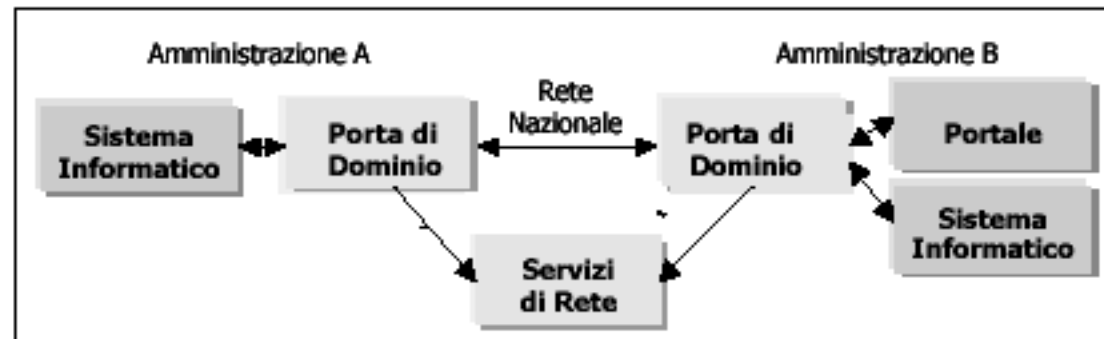 Amministrazione A
Amministrazione B
Sistema
Informatico
Porta di
Dominio
Rete
Nazionale
Porta di
Dominio
Portale
Sistema
Informatico
Servizi
di Rete